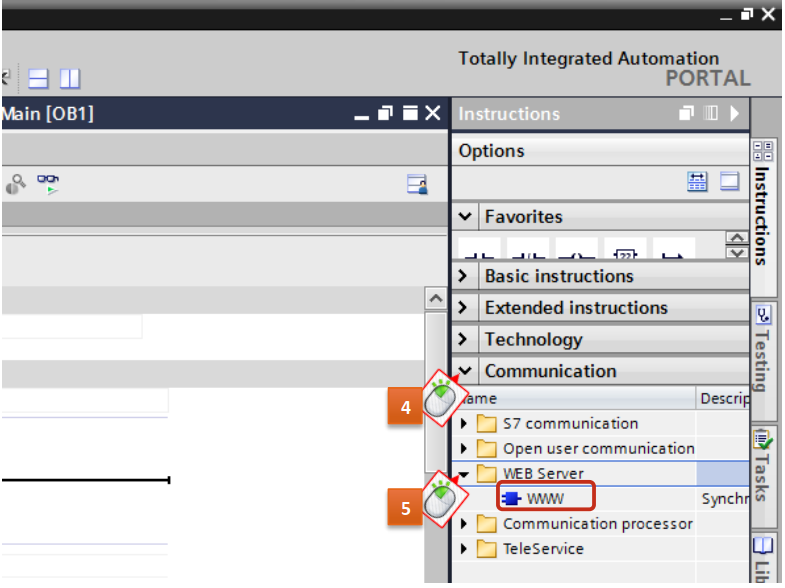 Totally Integrated Automation
PORTAL
Main [OB1]
Instructions
Options
Favorites
??
Basic instructions
Extended instructions
Technology
Communication
4
ame
Descrip
S7 communication
Open user communication
WEB Server
5
WWW
Synchr
Communication processor
TeleService
Instructions
Testing
Tasks
Lib